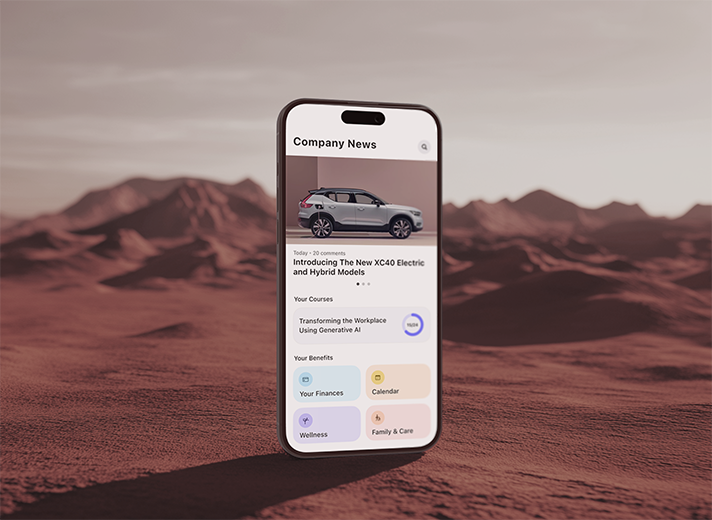 Company News
Today • 20 comments
Introducing The New XC40 Electric
and Hybrid Models
Your Courses
Transforming the Workplace
Using Generative AI
Your Benefits
Your Finances
Calendar
Wellness
Family & Care